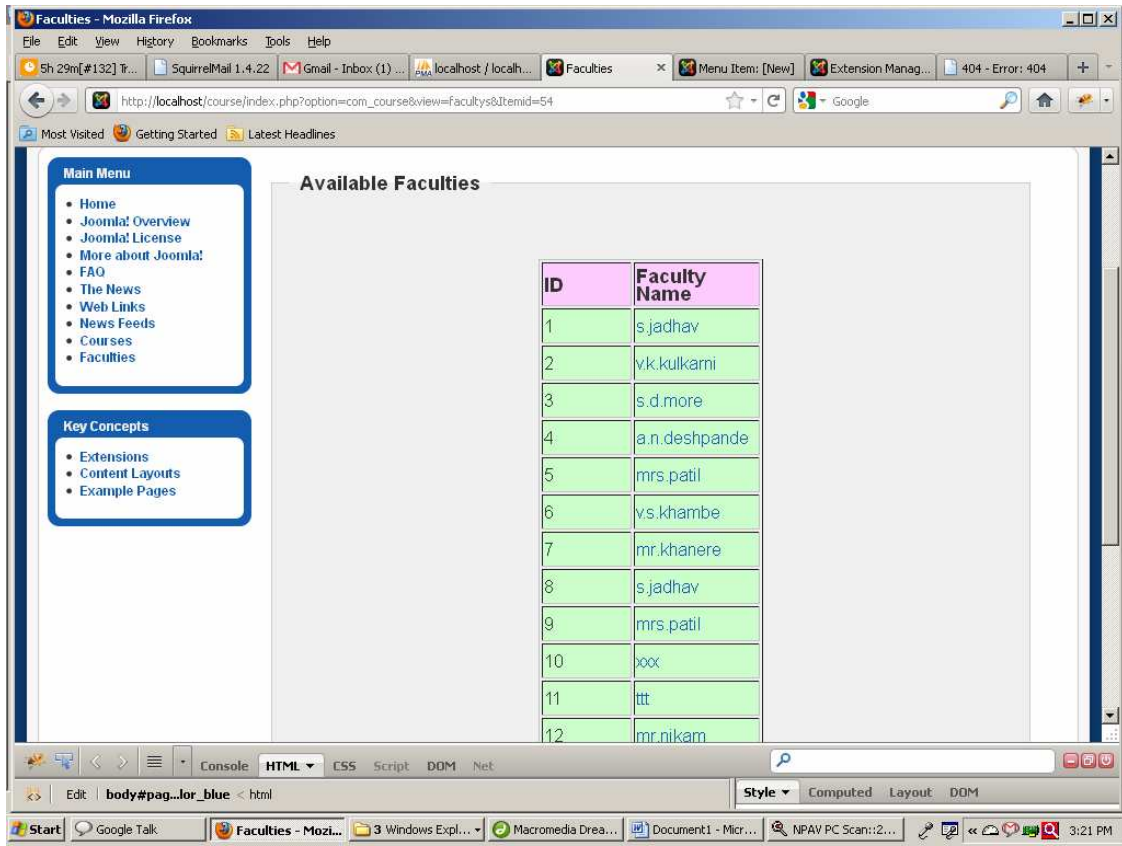 Faculties - Mozilla Firefox
File Edit View History Bookmarks Tools Help
5h 29m[#132] Tr... SquirrelMail 1.4.22 Gmail - Inbox (1) ... localhost / localh... Faculties Menu Item: [New] Extension Manag... 404 - Error: 404
http://localhost/course/index.php?option=com_course&view=facultys&Itemid=54 Google
Most Visited Getting Started Latest Headlines
Main Menu
Home
Joomla! Overview
Joomla! License
More about Joomla!
FAQ
The News
Web Links
News Feeds
Courses
Faculties
Key Concepts
Extensions
Content Layouts
Example Pages
Available Faculties
ID Faculty Name
1 s.jadhav
2 v.k.kulkarni
3 s.d.more
4 a.n.deshpande
5 mrs.patil
6 v.s.khambe
7 mr.khanere
8 s.jadhav
9 mrs.patil
10 xxx
11 ttt
12 mr.nikam
Console HTML CSS Script DOM Net
Edit body#pag...lor_blue < html Style Computed Layout DOM
Start Google Talk Faculties - Mozi... 3 Windows Expl... Macromedia Drea... Document1 - Micr... NPAV PC Scan::2... 3:21 PM